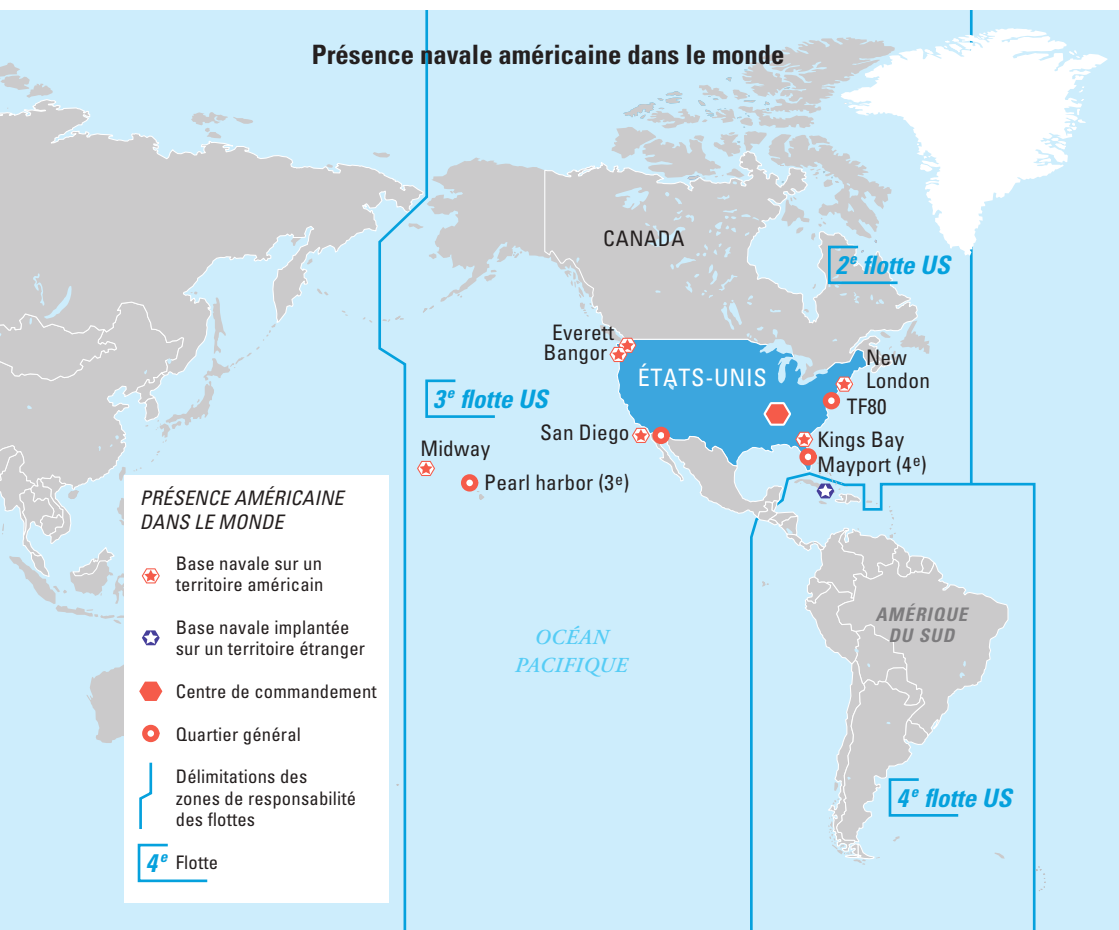 Présence navale américaine dans le monde
CANADA
2e flotte US
Everett
Bangor
ÉTATS-UNIS
New
London
TF80
3e flotte US
San Diego
Kings Bay
Mayport (4e)
Midway
Pearl harbor (3e)
PRÉSENCE AMÉRICAINE
DANS LE MONDE
Base navale sur un
territoire américain
Base navale implantée
sur un territoire étranger
Centre de commandement
Quartier général
Délimitations des
zones de responsabilité
des flottes
4e Flotte
OCÉAN
PACIFIQUE
AMÉRIQUE
DU SUD
4e flotte US